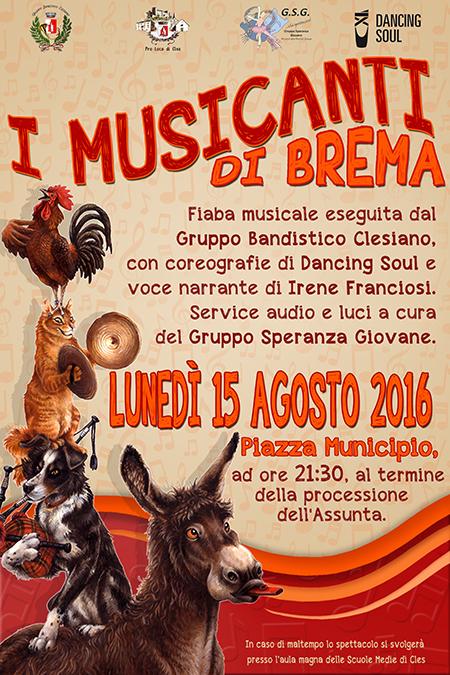 Pro Loco di Cles
G.S.G.
Gruppo Speranza
Giovane
DANCING
SOUL
I MUSICANTI
DI BREMA
Fiaba musicale eseguita dal
Gruppo Bandistico Clesiano,
con coreografie di Dancing Soul e
voce narrante di Irene Franciosi.
Service audio e luci a cura
del Gruppo Speranza Giovane.
LUNEDÌ 15 AGOSTO 2016
Piazza Municipio,
ad ore 21:30, al termine
della processione
dell'Assunta.
In caso di maltempo lo spettacolo si svolgerà
presso l'aula magna delle Scuole Medie di Cles